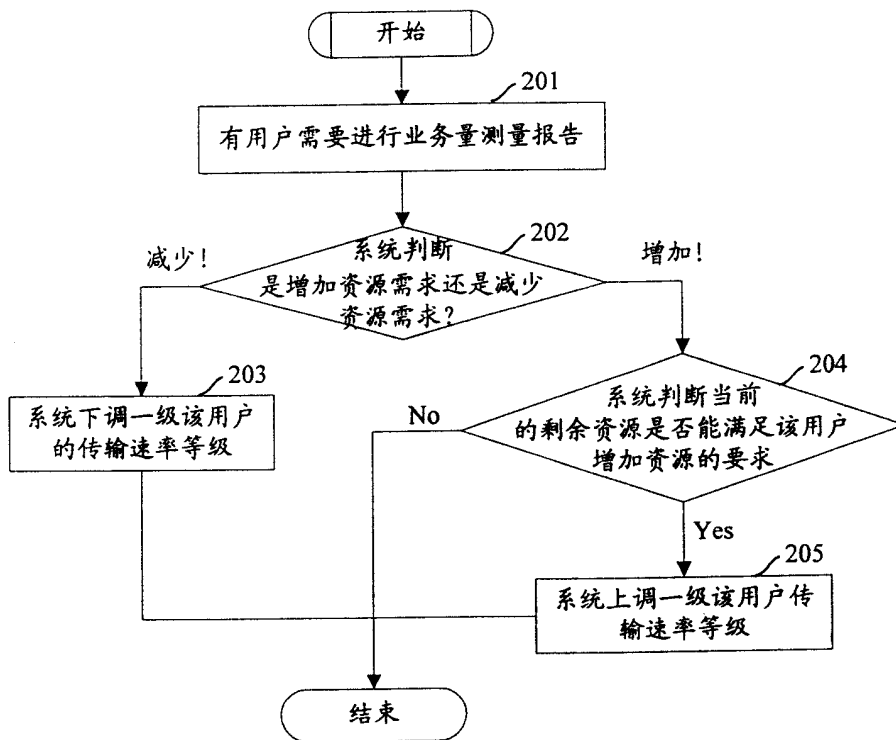 开始
201
有用户需要进行业务量测量报告
202
系统判断
是增加资源需求还是减少
资源需求?
减少!
增加!
203
系统下调一级该用户
的传输速率等级
204
系统判断当前
的剩余资源是否能满足该用户
增加资源的要求
No
Yes
205
系统上调一级该用户传
输速率等级
结束